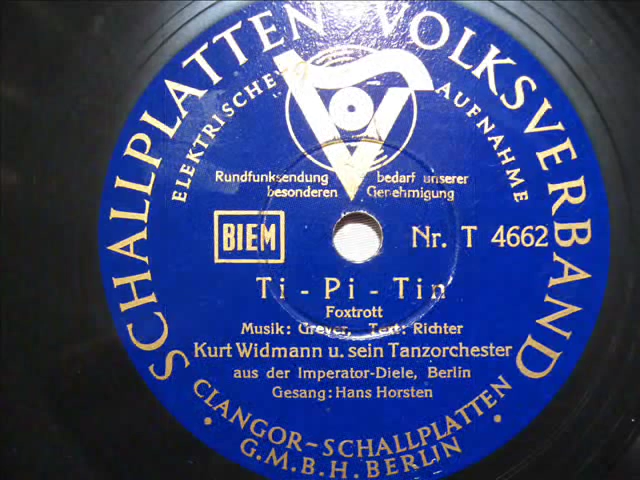 SCHALLPLATTEN VOLKSVERBAND
ELEKTRISCHE AUFNAHME
Rundfunksendung bedarf unserer
besonderen Genehmigung
BIEM
Nr. T 4662
Ti - Pi - Tin
Foxtrott
Musik: Grever, Text: Richter
Kurt Widmann u. sein Tanzorchester
aus der Imperator-Diele, Berlin
Gesang: Hans Horsten
CLANGOR-SCHALLPLATTEN
G.M.B.H. BERLIN